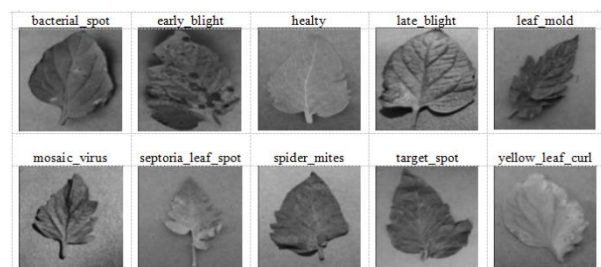 bacterial_spot early_blight healty late_blight leaf_mold
mosaic_virus septoria_leaf_spot spider_mites target_spot yellow_leaf_curl